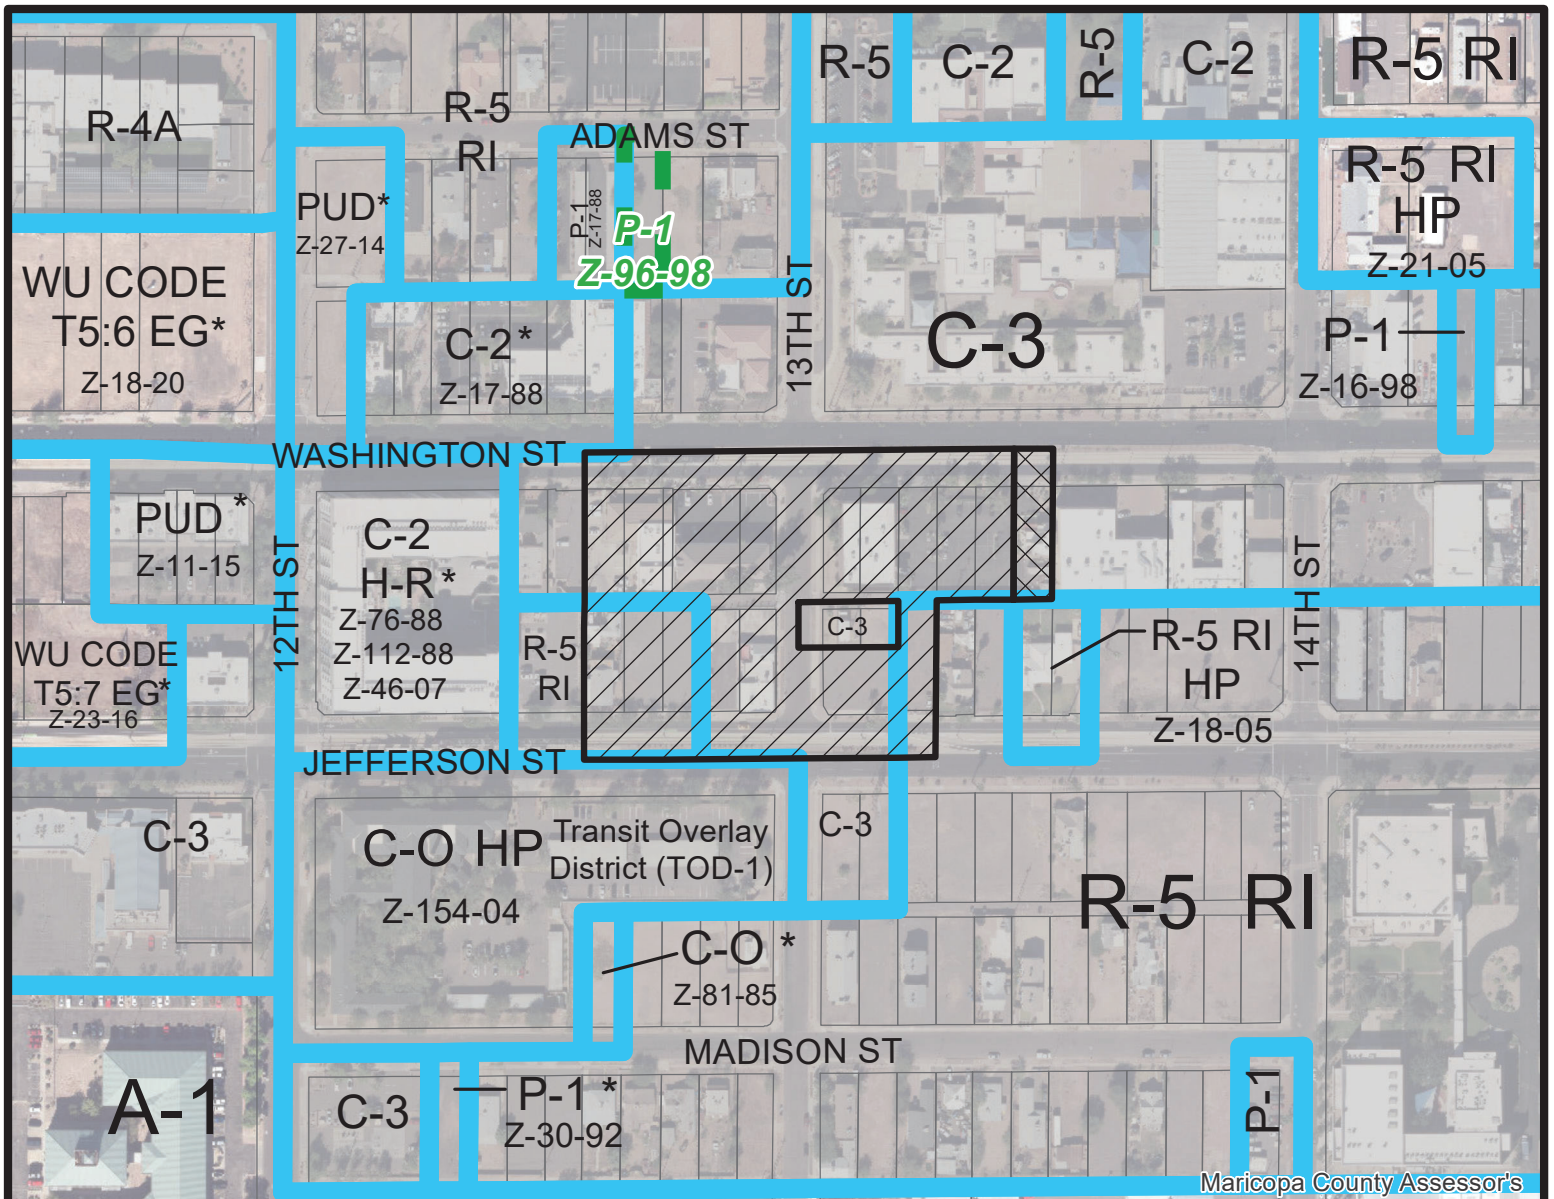 R-4A
R-5
RI
R-5
C-2
R-5
C-2
R-5 RI
ADAMS ST
PUD*
Z-27-14
P-1
Z-17-88
P-1
Z-96-98
R-5 RI
HP
Z-21-05
WU CODE
T5:6 EG*
Z-18-20
C-2*
Z-17-88
13TH ST
C-3
P-1
Z-16-98
WASHINGTON ST
PUD *
Z-11-15
12TH ST
C-2
H-R*
Z-76-88
Z-112-88
Z-46-07
R-5
RI
C-3
R-5 RI
HP
Z-18-05
14TH ST
WU CODE
T5:7 EG*
Z-23-16
JEFFERSON ST
C-3
C-O HP
Z-154-04
Transit Overlay
District (TOD-1)
C-3
R-5 RI
C-O *
Z-81-85
MADISON ST
A-1
C-3
P-1 *
Z-30-92
P-1
Maricopa County Assessor's